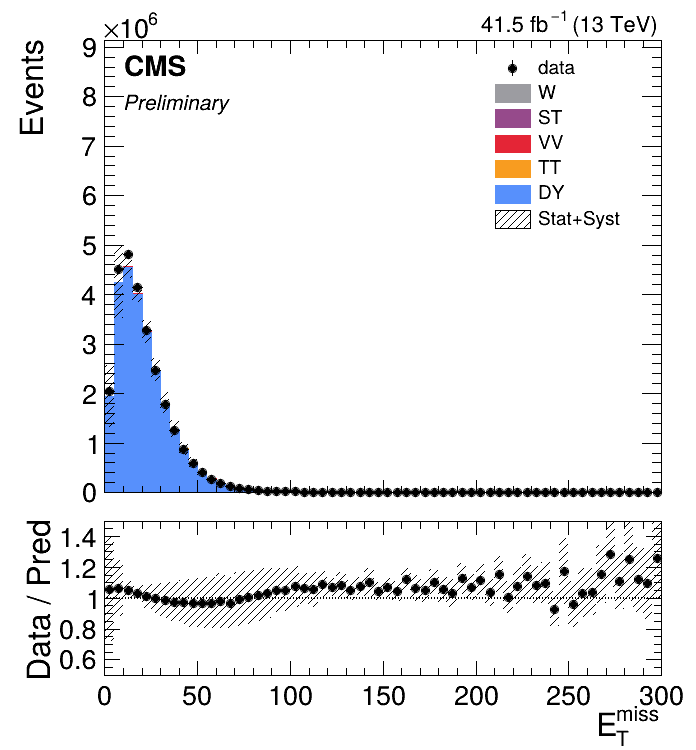 ×10⁶
41.5 fb⁻¹ (13 TeV)
Events
CMS
Preliminary
data
W
ST
VV
TT
DY
Stat+Syst
9
8
7
6
5
4
3
2
1
0
Data / Pred
1.4
1.2
1
0.8
0.6
0 50 100 150 200 250 300
E_T^miss